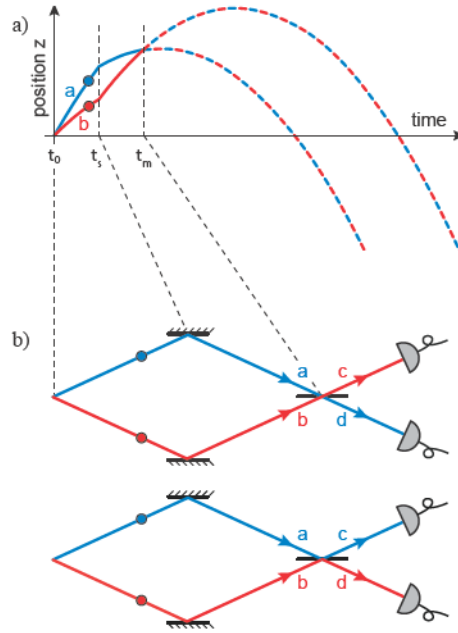 a)
position z
a
b
time
t₀ tₛ tₘ
b)
a c
b d
a c
b d